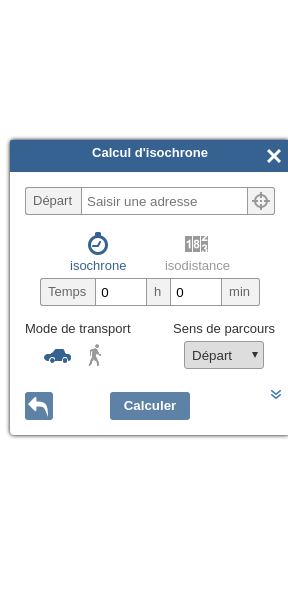 Calcul d'isochrone
Départ Saisir une adresse
isochrone isodistance
Temps 0 h 0 min
Mode de transport Sens de parcours
Départ
Calculer